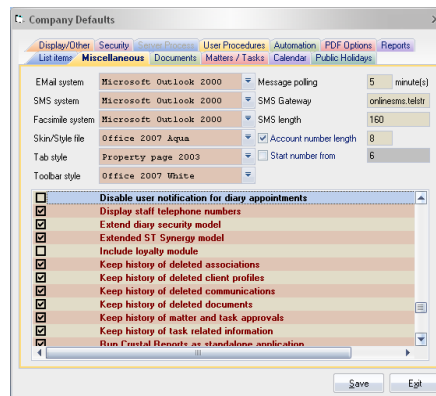 Company Defaults
Display/Other Security Server Process User Procedures Automation PDF Options Reports
List items Miscellaneous Documents Matters / Tasks Calendar Public Holidays
EMail system Microsoft Outlook 2000 Message polling 5 minute(s)
SMS system Microsoft Outlook 2000 SMS Gateway onlinesms.telstr
Facsimile system Microsoft Outlook 2000 SMS length 160
Skin/Style file Office 2007 Aqua Account number length 8
Tab style Property page 2003 Start number from 6
Toolbar style Office 2007 White
Disable user notification for diary appointments
Display staff telephone numbers
Extend diary security model
Extended ST Synergy model
Include loyalty module
Keep history of deleted associations
Keep history of deleted client profiles
Keep history of deleted communications
Keep history of deleted documents
Keep history of matter and task approvals
Keep history of task related information
Run Crystal Reports as standalone application
Save Exit